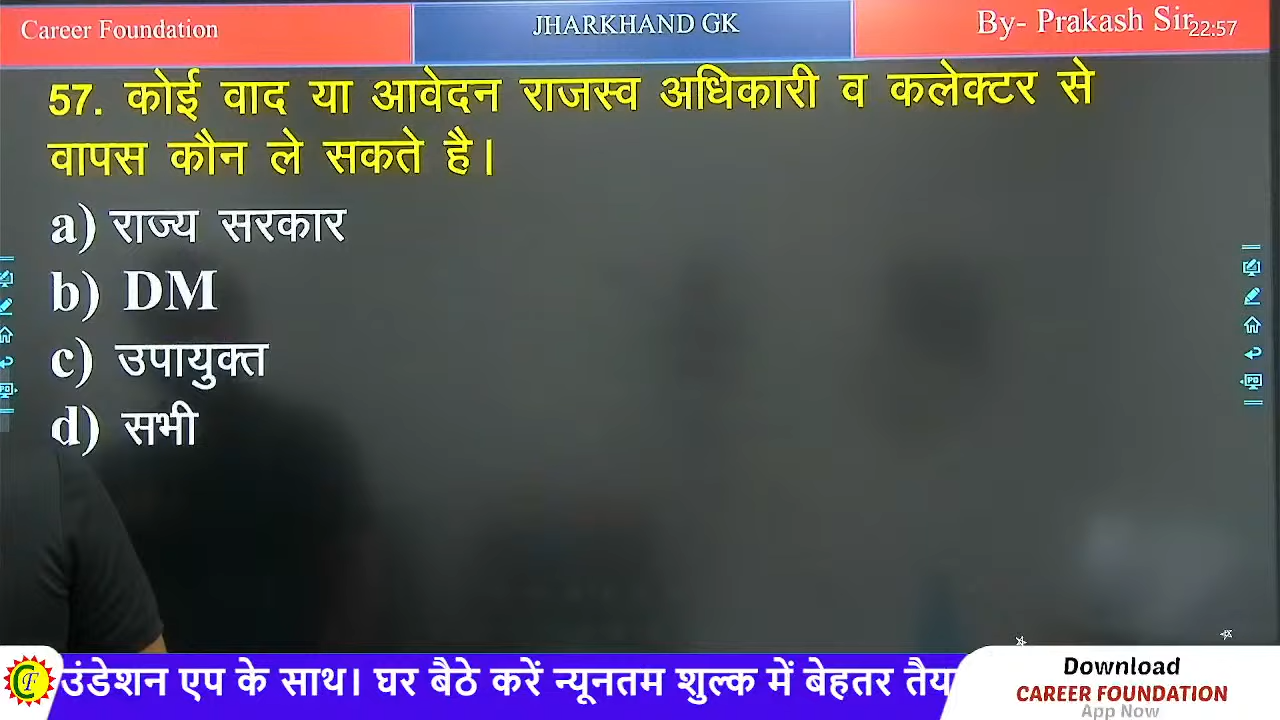 Career Foundation
JHARKHAND GK
By- Prakash Sir
22:57
57. कोई वाद या आवेदन राजस्व अधिकारी व कलेक्टर से
वापस कौन ले सकते है।
a) राज्य सरकार
b) DM
c) उपायुक्त
d) सभी
उंडेशन एप के साथ। घर बैठे करें न्यूनतम शुल्क में बेहतर तैय
Download
CAREER FOUNDATION
App Now